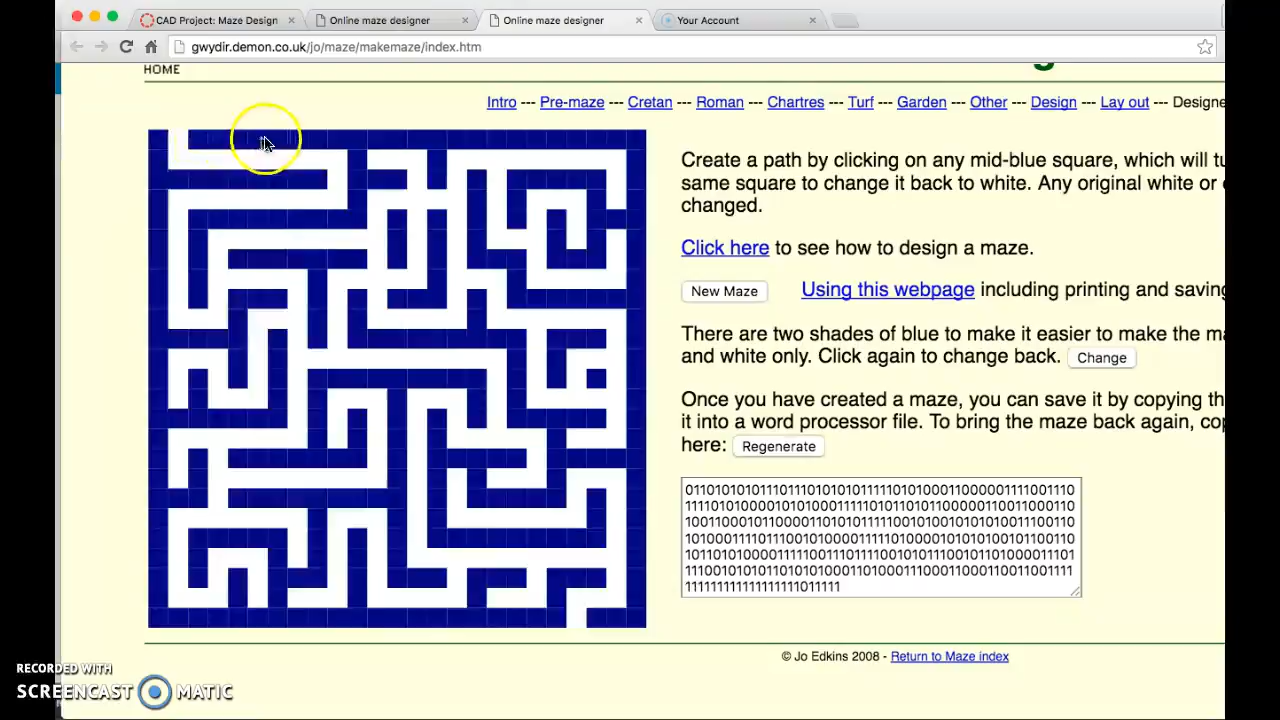 CAD Project: Maze Design
Online maze designer
Online maze designer
Your Account
gwydir.demon.co.uk/jo/maze/makemaze/index.htm
HOME
Intro --- Pre-maze --- Cretan --- Roman --- Chartres --- Turf --- Garden --- Other --- Design --- Lay out --- Designe
Create a path by clicking on any mid-blue square, which will tu
same square to change it back to white. Any original white or
changed.
Click here to see how to design a maze.
New Maze Using this webpage including printing and saving
There are two shades of blue to make it easier to make the ma
and white only. Click again to change back. Change
Once you have created a maze, you can save it by copying th
it into a word processor file. To bring the maze back again, cop
here: Regenerate
© Jo Edkins 2008 - Return to Maze index
RECORDED WITH
SCREENCAST MATIC